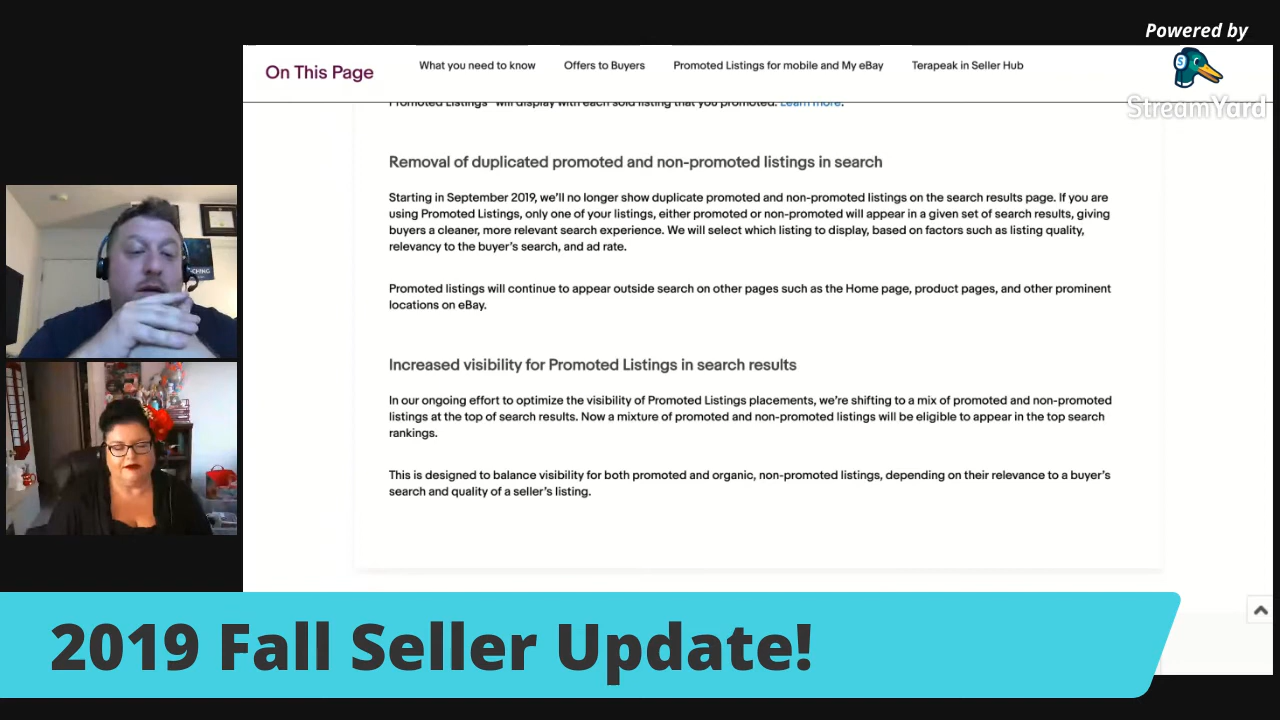 Powered by
StreamYard
On This Page
What you need to know
Offers to Buyers
Promoted Listings for mobile and My eBay
Terapeak in Seller Hub
Promoted Listings" will display with each sold listing that you promoted. Learn more.
Removal of duplicated promoted and non-promoted listings in search
Starting in September 2019, we'll no longer show duplicate promoted and non-promoted listings on the search results page. If you are
using Promoted Listings, only one of your listings, either promoted or non-promoted will appear in a given set of search results, giving
buyers a cleaner, more relevant search experience. We will select which listing to display, based on factors such as listing quality,
relevancy to the buyer's search, and ad rate.
Promoted listings will continue to appear outside search on other pages such as the Home page, product pages, and other prominent
locations on eBay.
Increased visibility for Promoted Listings in search results
In our ongoing effort to optimize the visibility of Promoted Listings placements, we're shifting to a mix of promoted and non-promoted
listings at the top of search results. Now a mixture of promoted and non-promoted listings will be eligible to appear in the top search
rankings.
This is designed to balance visibility for both promoted and organic, non-promoted listings, depending on their relevance to a buyer's
search and quality of a seller's listing.
2019 Fall Seller Update!